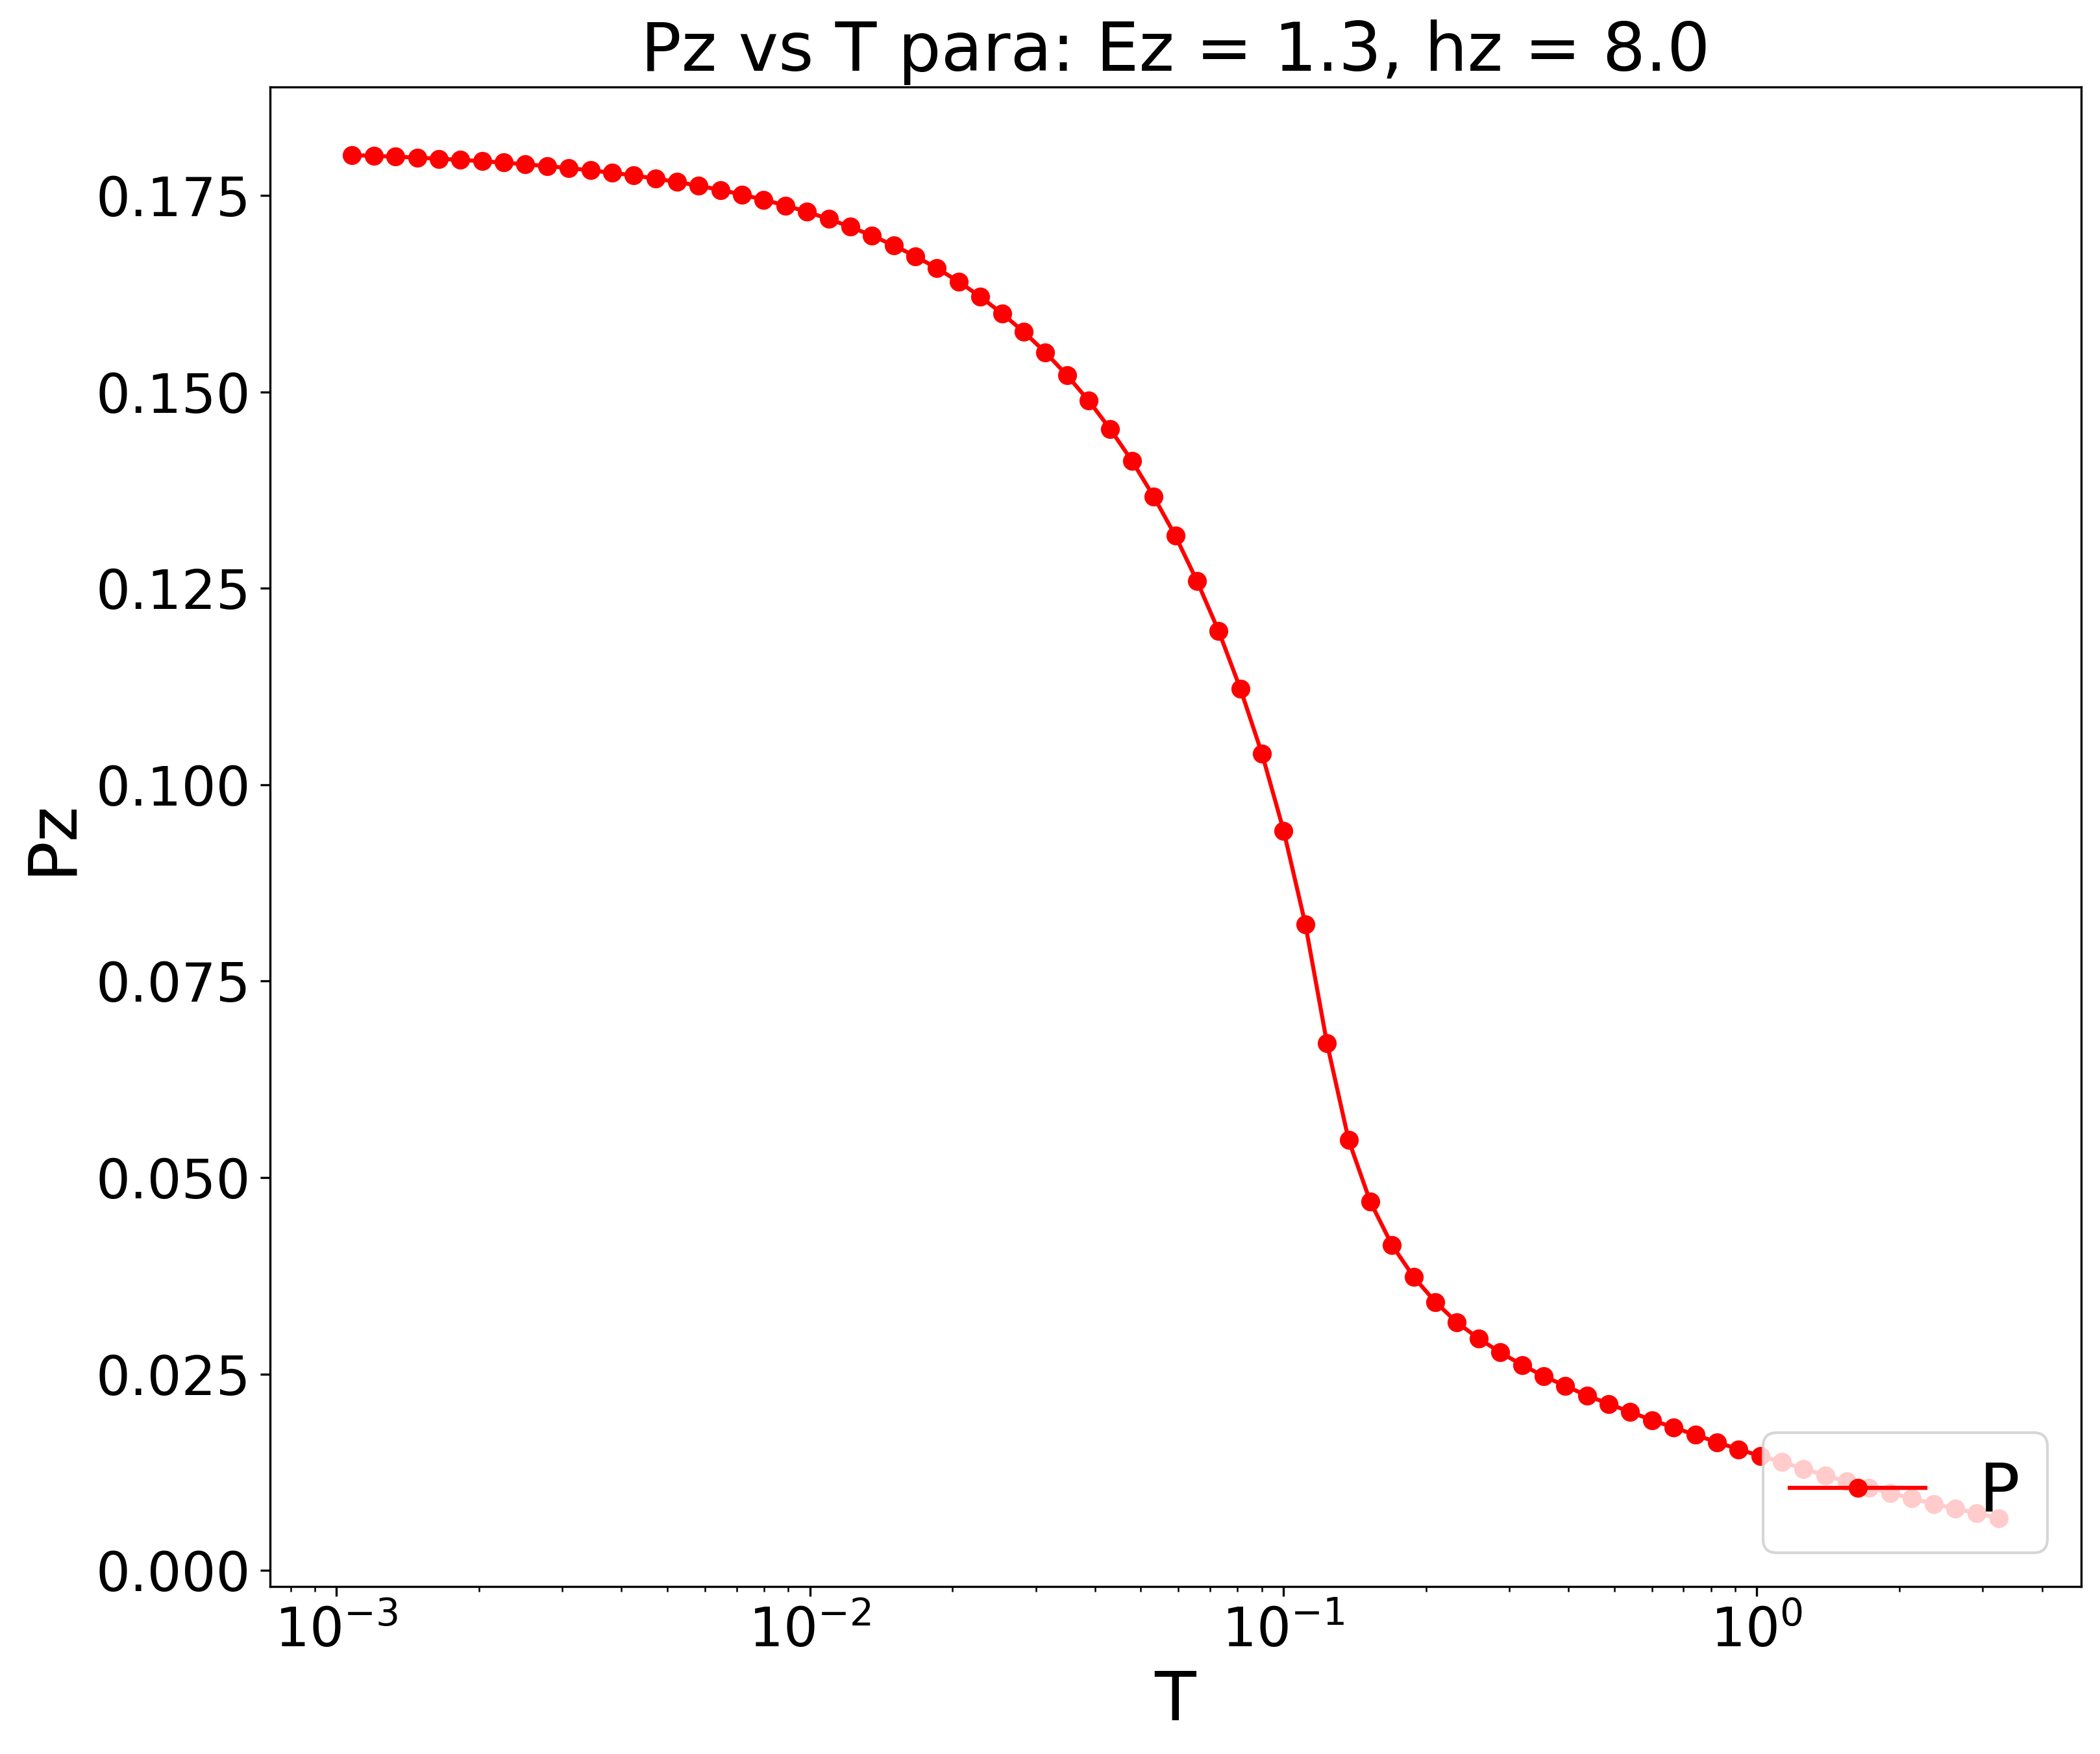 Pz vs T para: Ez = 1.3, hz = 8.0
Pz
0.175
0.150
0.125
0.100
0.075
0.050
0.025
0.000
P
10⁻³ 10⁻² 10⁻¹ 10⁰
T